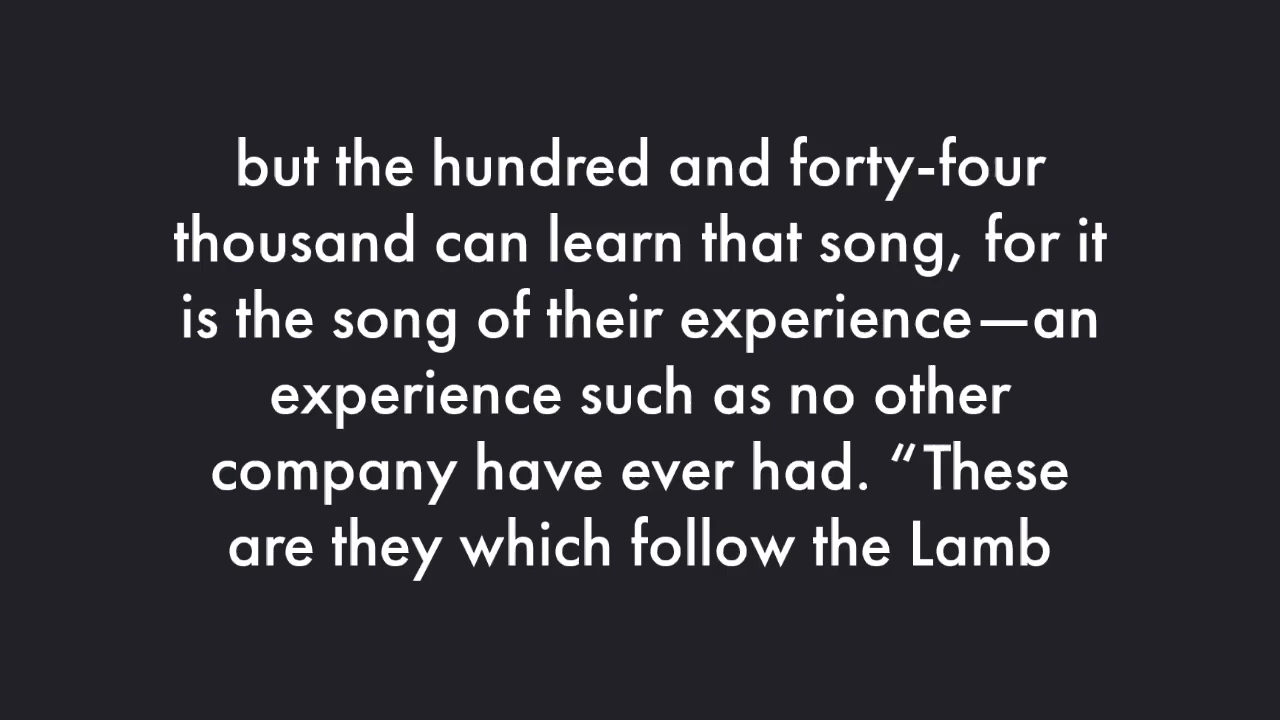 but the hundred and forty-four
thousand can learn that song, for it
is the song of their experience—an
experience such as no other
company have ever had. “These
are they which follow the Lamb